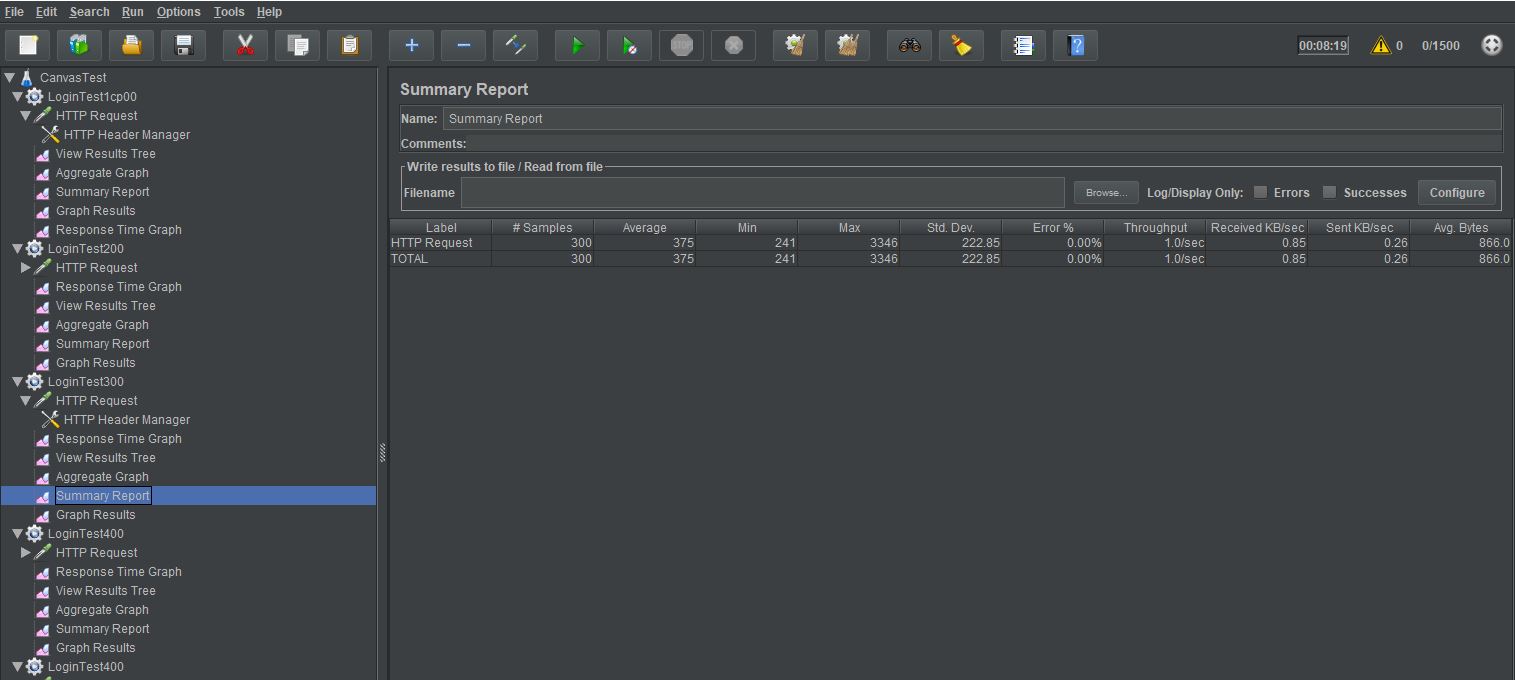 File Edit Search Run Options Tools Help
STOP
00:08:19 0 0/1500
CanvasTest
LoginTest1cp00
HTTP Request
HTTP Header Manager
View Results Tree
Aggregate Graph
Summary Report
Graph Results
Response Time Graph
LoginTest200
HTTP Request
Response Time Graph
View Results Tree
Aggregate Graph
Summary Report
Graph Results
LoginTest300
HTTP Request
HTTP Header Manager
Response Time Graph
View Results Tree
Aggregate Graph
Summary Report
Graph Results
LoginTest400
HTTP Request
Response Time Graph
View Results Tree
Aggregate Graph
Summary Report
Graph Results
LoginTest400
Summary Report
Name: Summary Report
Comments:
Write results to file / Read from file
Filename Browse... Log/Display Only: Errors Successes Configure
Label # Samples Average Min Max Std. Dev. Error % Throughput Received KB/sec Sent KB/sec Avg. Bytes
HTTP Request 300 375 241 3346 222.85 0.00% 1.0/sec 0.85 0.26 866.0
TOTAL 300 375 241 3346 222.85 0.00% 1.0/sec 0.85 0.26 866.0